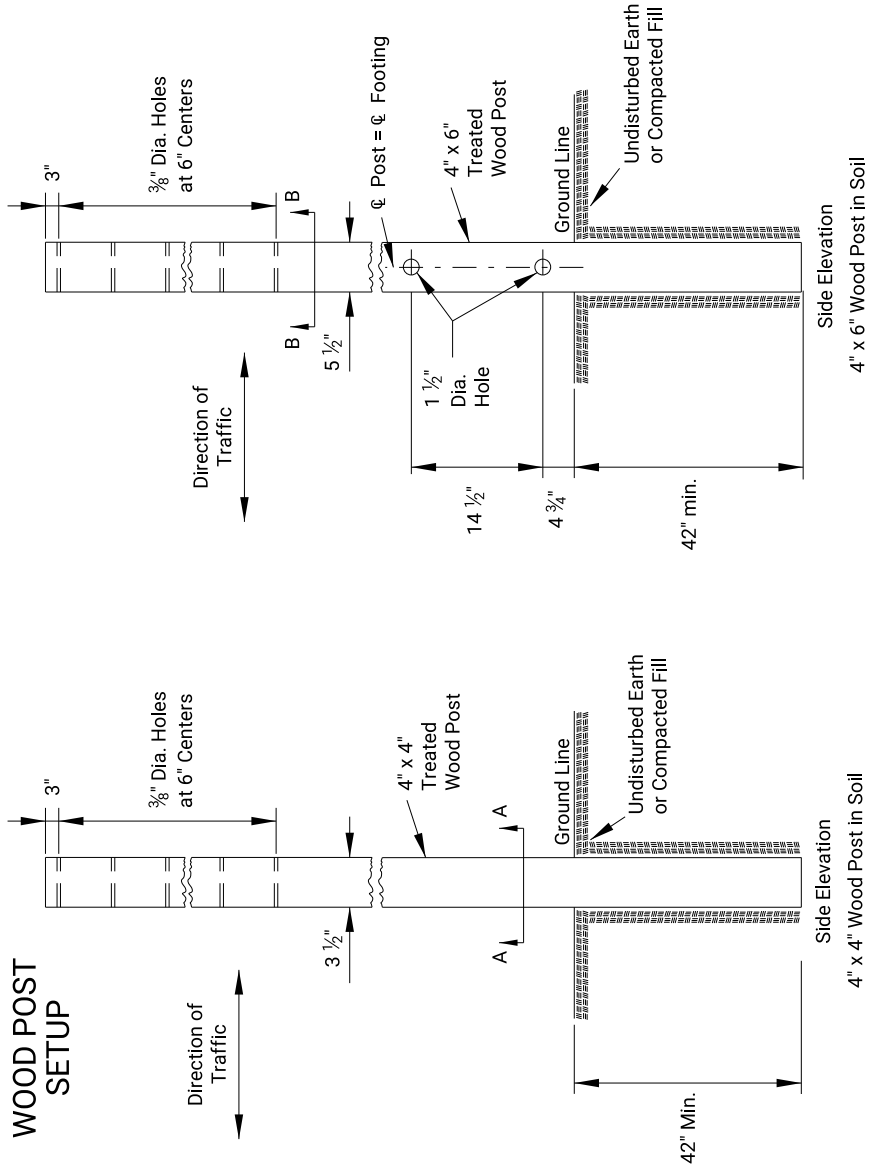 WOOD POST
SETUP
3"
⅜" Dia. Holes
at 6" Centers
Direction of
Traffic
3 ½"
4" x 4"
Treated
Wood Post
A
A
Ground Line
Undisturbed Earth
or Compacted Fill
42" Min.
Side Elevation
4" x 4" Wood Post in Soil
3"
⅜" Dia. Holes
at 6" Centers
B
B
Direction of
Traffic
5 ½"
℄ Post = ℄ Footing
4" x 6"
Treated
Wood Post
1 ½"
Dia.
Hole
14 ½"
4 ¾"
Ground Line
Undisturbed Earth
or Compacted Fill
42" min.
Side Elevation
4" x 6" Wood Post in Soil